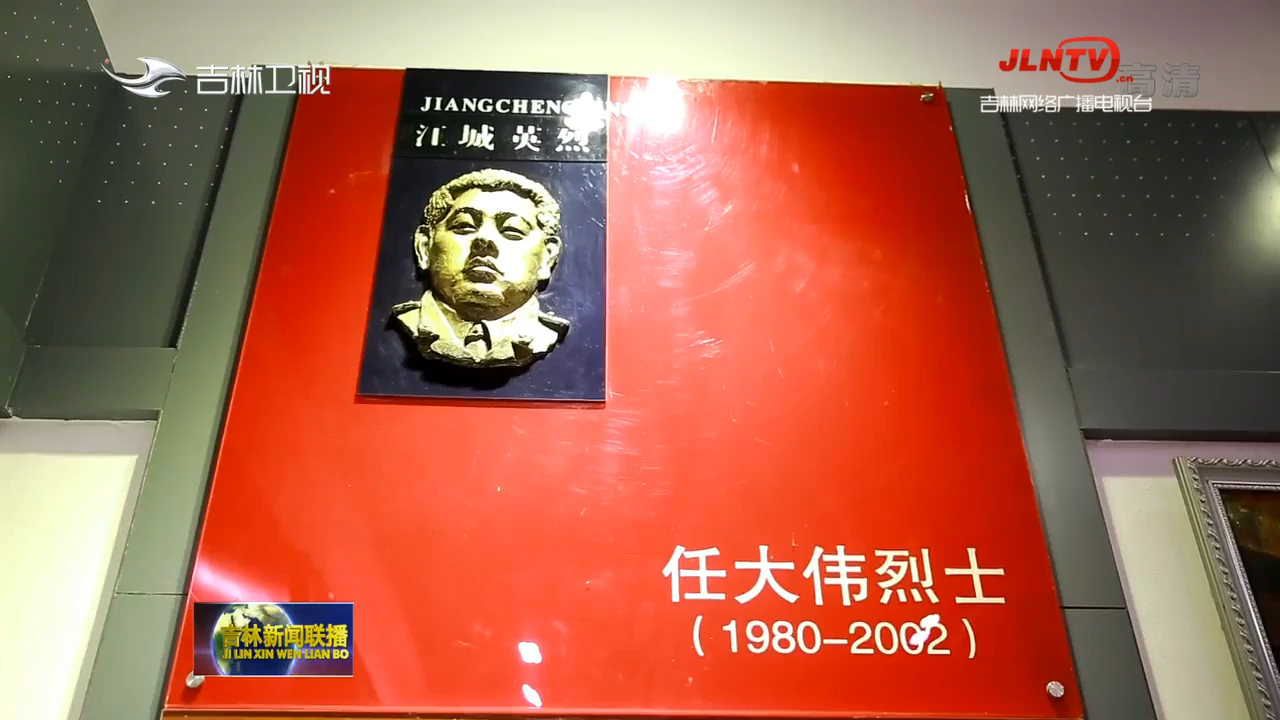 吉林卫视
JLNTV
.cn
高清
吉林网络广播电视台
JIANGCHENG
江城英烈
任大伟烈士
(1980-2002)
吉林新闻联播
JI LIN XIN WEN LIAN BO